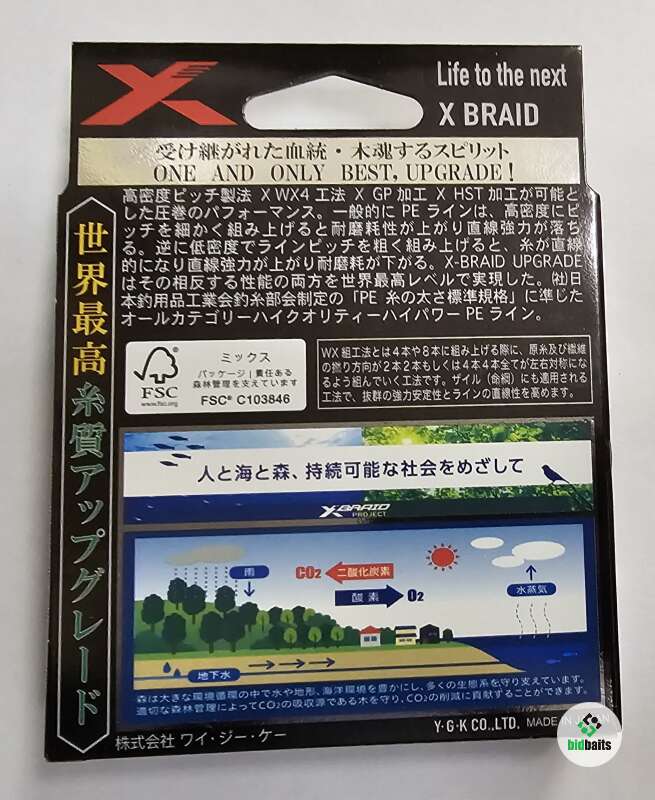 Life to the next
X BRAID
受け継がれた血統・木魂するスピリット
ONE AND ONLY BEST, UPGRADE!
高密度ピッチ製法 X WX4 工法 X GP 加工 X HST 加工が可能と
した圧巻のパフォーマンス。一般的に PE ラインは、高密度にピ
ッチを細かく組み上げると耐磨耗性が上がり直線強力が落ち
る。逆に低密度でラインピッチを粗く組み上げると、糸が直線
的になり直線強力が上がり耐磨耗が下がる。X-BRAID UPGRADE
はその相反する性能の両方を世界最高レベルで実現した。(社)日
本釣用品工業会釣糸部会制定の「PE 糸の太さ標準規格」に準じた
オールカテゴリーハイクオリティーハイパワー PE ライン。
世界最高糸質アップグレード
FSC
www.fsc.org
ミックス
パッケージ | 責任ある
森林管理を支えています
FSC® C103846
WX 組工法とは4本や8本に組み上げる際に、原糸及び繊維
の撚り方向が2本2本もしくは4本4本全てが左右対称にな
るよう組んでいく工法です。ザイル(命綱)にも適用される
工法で、抜群の強力安定性とラインの直線性を高めます。
人と海と森、持続可能な社会をめざして
X BRAID
PROJECT
雨
CO2
二酸化炭素
酸素
O2
水蒸気
地下水
森は大きな環境循環の中で水や地形、海洋環境を豊かにし、多くの生態系を守り支えています。
適切な森林管理によってCO2の吸収源である木を守り、CO2の削減に貢献することができます。
株式会社 ワイ・ジー・ケー
Y・G・K CO.,LTD. MADE IN JAPAN
bidbaits